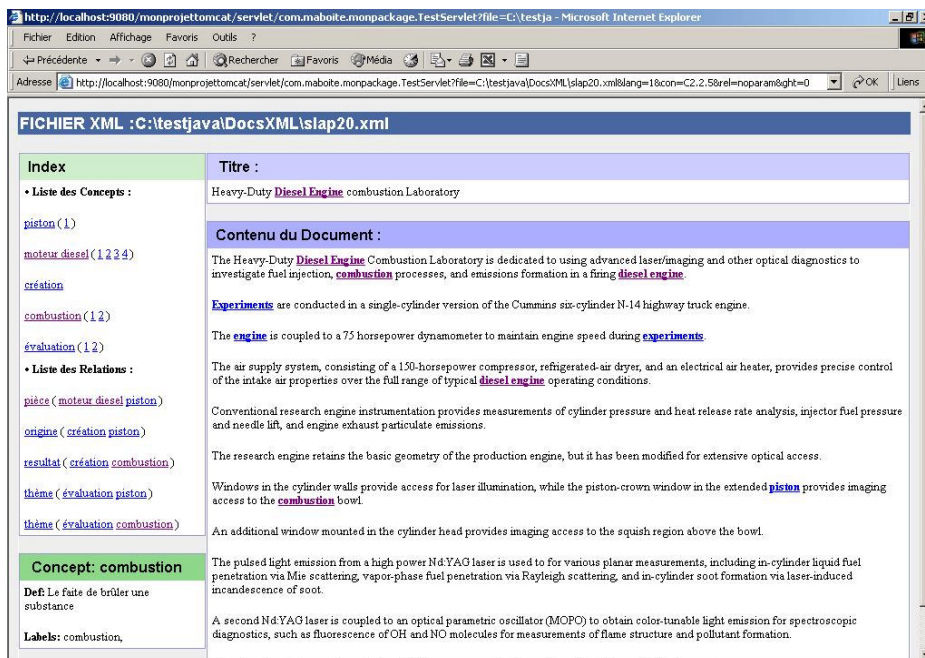 http://localhost:9080/monprojettomcat/servlet/com.maboite.monpackage.TestServlet?file=C:\testja - Microsoft Internet Explorer
Fichier Edition Affichage Favoris Outils ?
Précédente Rechercher Favoris Média
Adresse http://localhost:9080/monprojettomcat/servlet/com.maboite.monpackage.TestServlet?file=C:\testjava\DocsXML\slap20.xml&lang=1&con=C2.2.5&rel=noparam&ght=0 OK Liens
FICHIER XML :C:\testjava\DocsXML\slap20.xml
Index
• Liste des Concepts :
piston ( 1 )
moteur diesel ( 1 2 3 4 )
création
combustion ( 1 2 )
évaluation ( 1 2 )
• Liste des Relations :
pièce ( moteur diesel piston )
origine ( création piston )
resultat ( création combustion )
thème ( évaluation piston )
thème ( évaluation combustion )
Concept: combustion
Def: Le faite de brûler une
substance
Labels: combustion,
Titre :
Heavy-Duty Diesel Engine combustion Laboratory
Contenu du Document :
The Heavy-Duty Diesel Engine Combustion Laboratory is dedicated to using advanced laser/imaging and other optical diagnostics to
investigate fuel injection, combustion processes, and emissions formation in a firing diesel engine.
Experiments are conducted in a single-cylinder version of the Cummins six-cylinder N-14 highway truck engine.
The engine is coupled to a 75 horsepower dynamometer to maintain engine speed during experiments.
The air supply system, consisting of a 150-horsepower compressor, refrigerated-air dryer, and an electrical air heater, provides precise control
of the intake air properties over the full range of typical diesel engine operating conditions.
Conventional research engine instrumentation provides measurements of cylinder pressure and heat release rate analysis, injector fuel pressure
and needle lift, and engine exhaust particulate emissions.
The research engine retains the basic geometry of the production engine, but it has been modified for extensive optical access.
Windows in the cylinder walls provide access for laser illumination, while the piston-crown window in the extended piston provides imaging
access to the combustion bowl.
An additional window mounted in the cylinder head provides imaging access to the squish region above the bowl.
The pulsed light emission from a high power Nd:YAG laser is used to for various planar measurements, including in-cylinder liquid fuel
penetration via Mie scattering, vapor-phase fuel penetration via Rayleigh scattering, and in-cylinder soot formation via laser-induced
incandescence of soot.
A second Nd:YAG laser is coupled to an optical parametric oscillator (MOPO) to obtain color-tunable light emission for spectroscopic
diagnostics, such as fluorescence of OH and NO molecules for measurements of flame structure and pollutant formation.